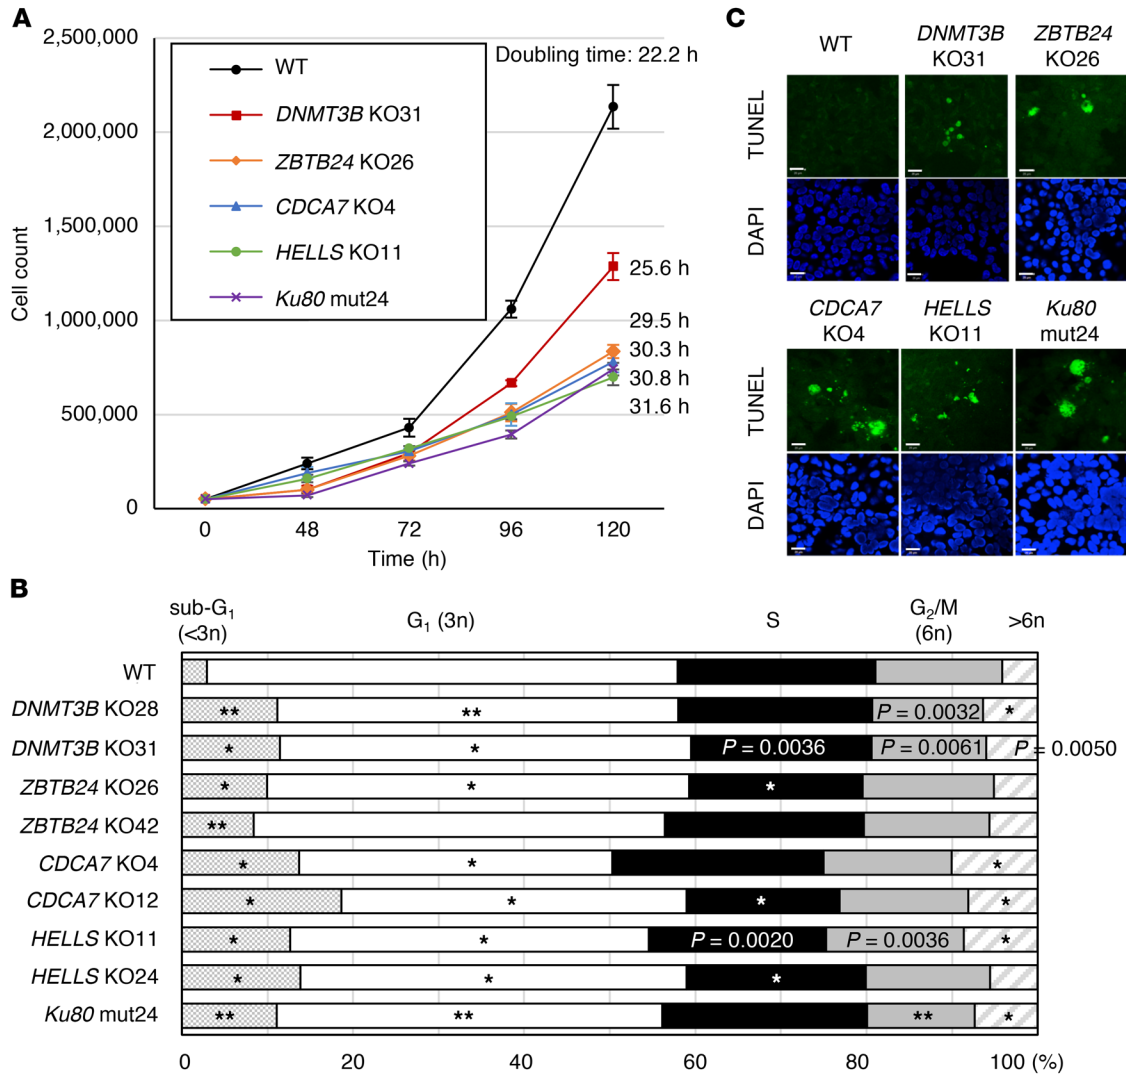 A
2,500,000
2,000,000
1,500,000
1,000,000
500,000
0
Cell count
WT
DNMT3B KO31
ZBTB24 KO26
CDCA7 KO4
HELLS KO11
Ku80 mut24
Doubling time: 22.2 h
25.6 h
29.5 h
30.3 h
30.8 h
31.6 h
0 48 72 96 120
Time (h)
C
WT
DNMT3B
KO31
ZBTB24
KO26
TUNEL
DAPI
CDCA7
KO4
HELLS
KO11
Ku80
mut24
TUNEL
DAPI
B
sub-G1
(<3n)
G1 (3n)
S
G2/M
(6n)
>6n
WT
DNMT3B KO28 ** ** P = 0.0032 *
DNMT3B KO31 * * P = 0.0036 P = 0.0061 P = 0.0050
ZBTB24 KO26 * * *
ZBTB24 KO42 **
CDCA7 KO4 * * *
CDCA7 KO12 * * * *
HELLS KO11 * * P = 0.0020 P = 0.0036 *
HELLS KO24 * * *
Ku80 mut24 ** ** ** *
0 20 40 60 80 100 (%)